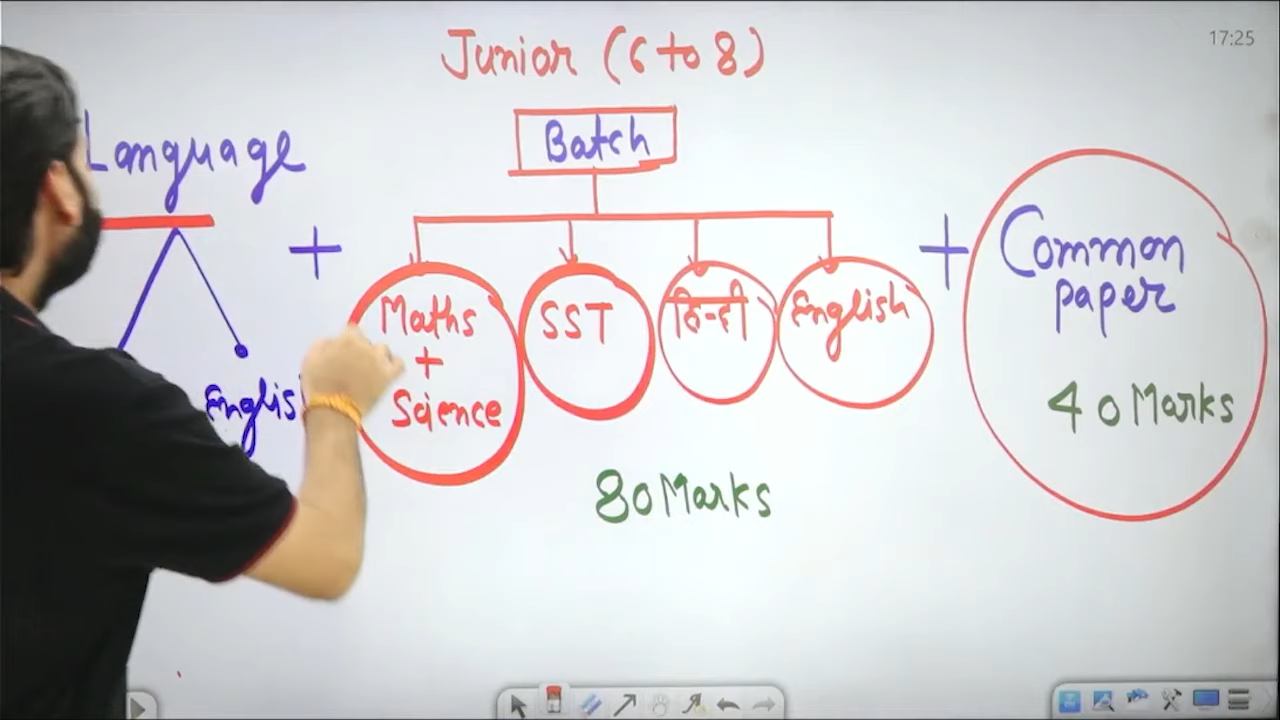 17:25
Junior (6 to 8)
Batch
Language
+
+
Common
paper
Maths
+
Science
SST
हिन्दी
English
40 Marks
80 Marks